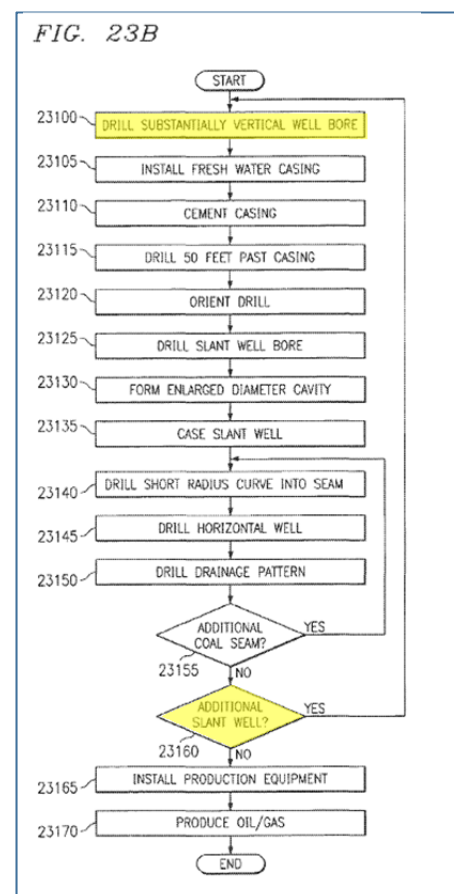 FIG. 23B
START
23100
DRILL SUBSTANTIALLY VERTICAL WELL BORE
23105
INSTALL FRESH WATER CASING
23110
CEMENT CASING
23115
DRILL 50 FEET PAST CASING
23120
ORIENT DRILL
23125
DRILL SLANT WELL BORE
23130
FORM ENLARGED DIAMETER CAVITY
23135
CASE SLANT WELL
23140
DRILL SHORT RADIUS CURVE INTO SEAM
23145
DRILL HORIZONTAL WELL
23150
DRILL DRAINAGE PATTERN
ADDITIONAL
COAL SEAM?
YES
23155
NO
ADDITIONAL
SLANT WELL?
YES
23160
NO
23165
INSTALL PRODUCTION EQUIPMENT
23170
PRODUCE OIL/GAS
END